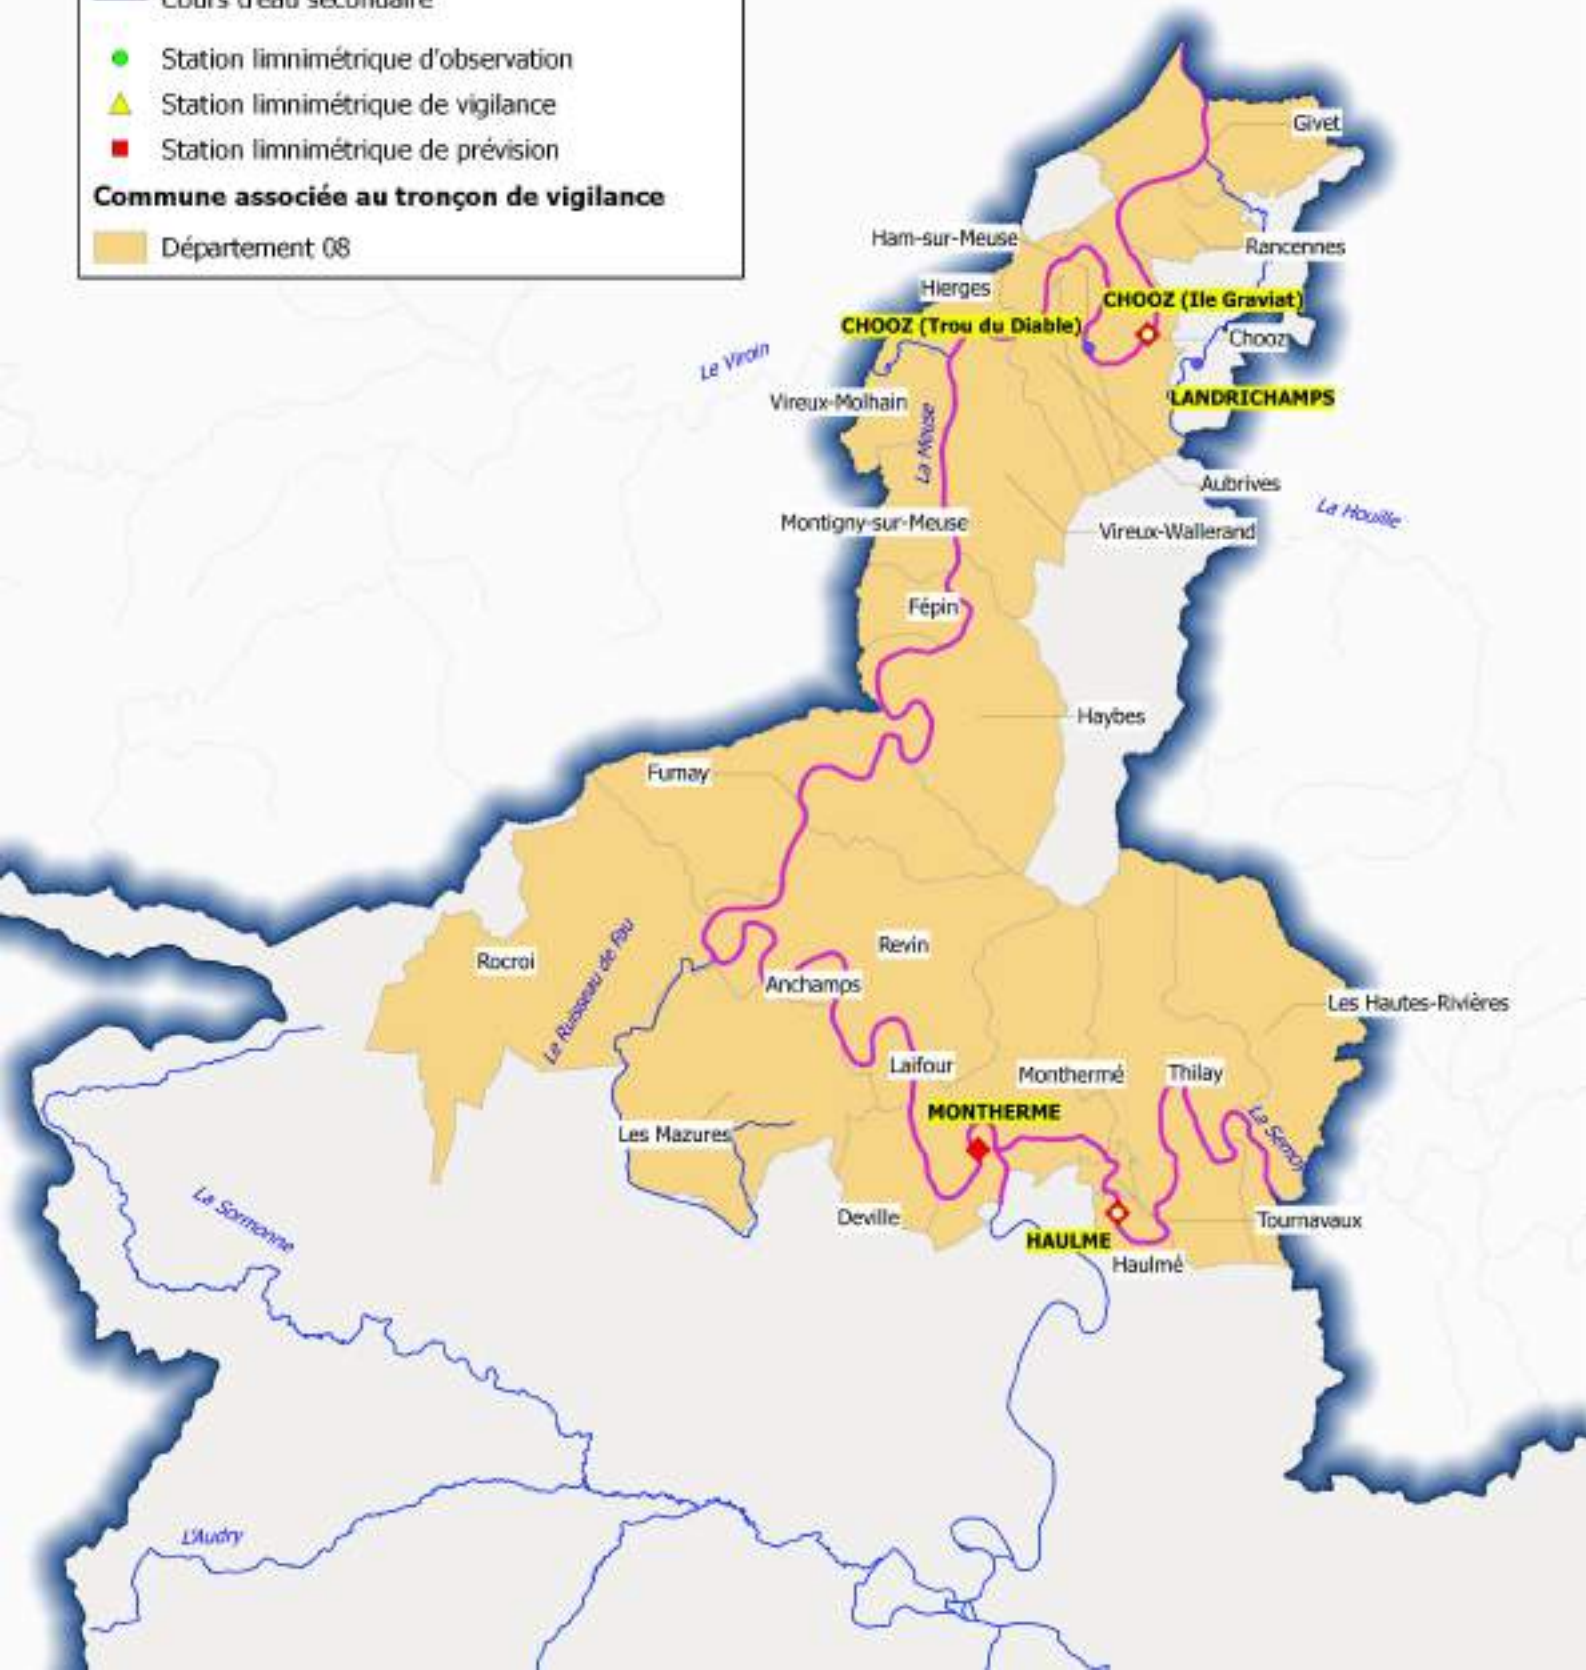 Cours d'eau secondaire
Station limnimétrique d'observation
Station limnimétrique de vigilance
Station limnimétrique de prévision
Commune associée au tronçon de vigilance
Département 08
Givet
Ham-sur-Meuse
Rancennes
Hierges
CHOOZ (Ile Graviat)
CHOOZ (Trou du Diable)
Chooz
Le Viroin
LANDRICHAMPS
Vireux-Molhain
La Meuse
Aubrives
La Houille
Montigny-sur-Meuse
Vireux-Wallerand
Fépin
Haybes
Fumay
Revin
Rocroi
Le Ruisseau de Fau
Anchamps
Les Hautes-Rivières
Laifour
Monthermé
Thilay
MONTHERME
La Semoy
Les Mazures
Deville
Tournavaux
La Sormonne
HAULME
Haulmé
L'Audry